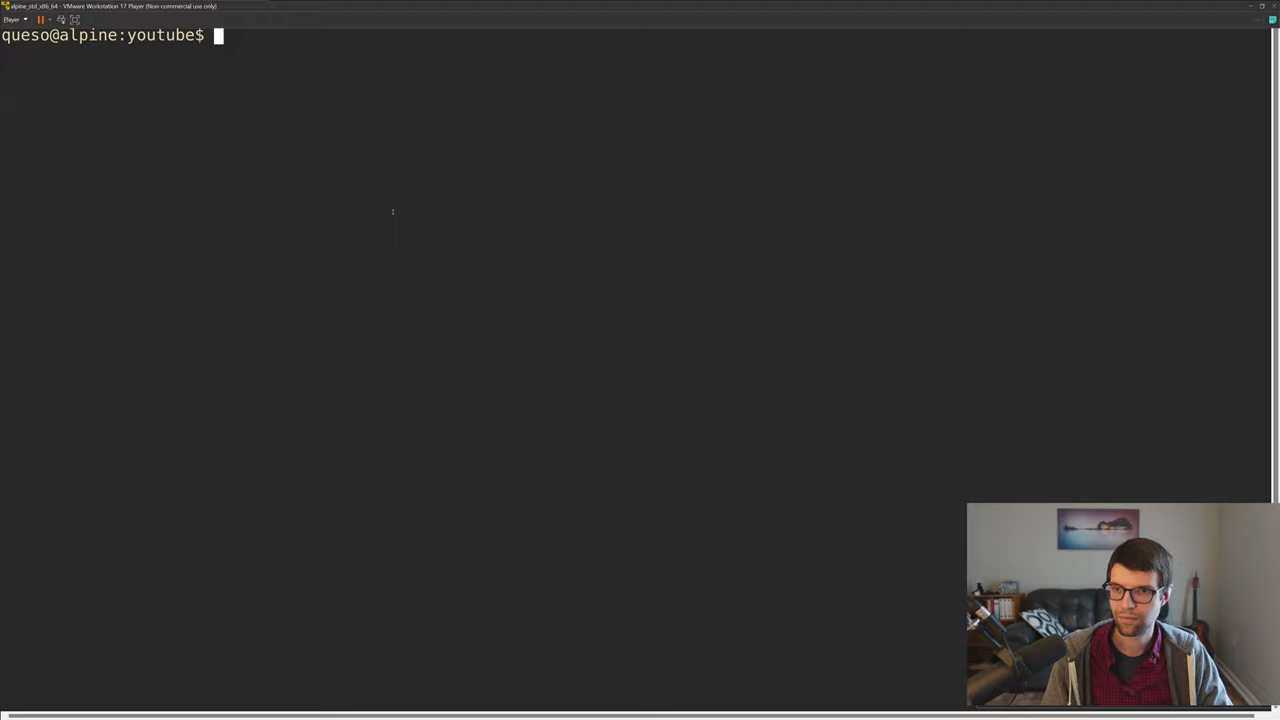 alpine_std_x86_64 - VMware Workstation 17 Player (Non-commercial use only)
Player
queso@alpine:youtube$